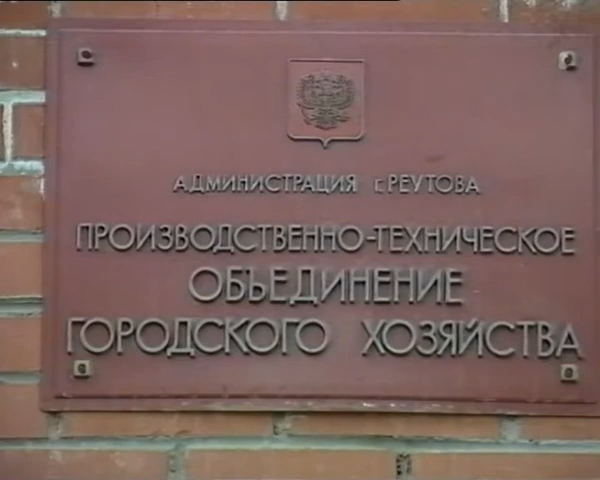 АДМИНИСТРАЦИЯ г. РЕУТОВА
ПРОИЗВОДСТВЕННО-ТЕХНИЧЕСКОЕ
ОБЪЕДИНЕНИЕ
ГОРОДСКОГО ХОЗЯЙСТВА